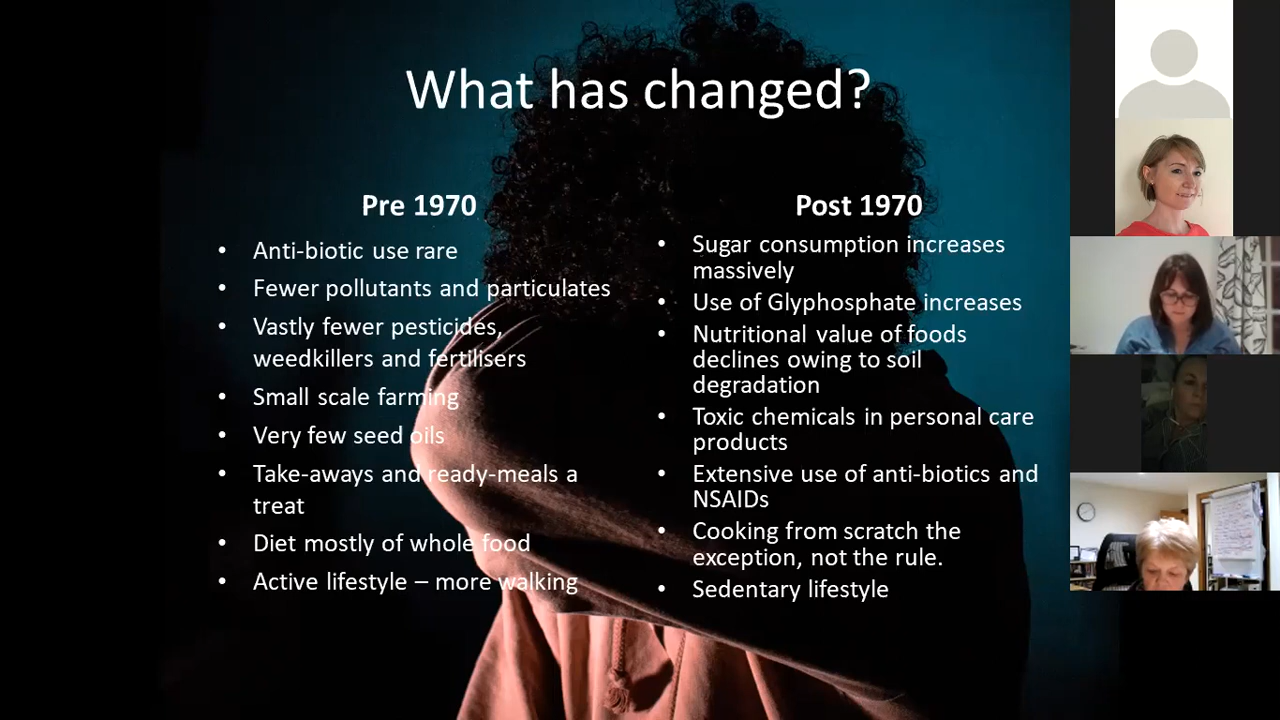 What has changed?
Pre 1970
• Anti-biotic use rare
• Fewer pollutants and particulates
• Vastly fewer pesticides,
weedkillers and fertilisers
• Small scale farming
• Very few seed oils
• Take-aways and ready-meals a
treat
• Diet mostly of whole food
• Active lifestyle – more walking
Post 1970
• Sugar consumption increases
massively
• Use of Glyphosphate increases
• Nutritional value of foods
declines owing to soil
degradation
• Toxic chemicals in personal care
products
• Extensive use of anti-biotics and
NSAIDs
• Cooking from scratch the
exception, not the rule.
• Sedentary lifestyle